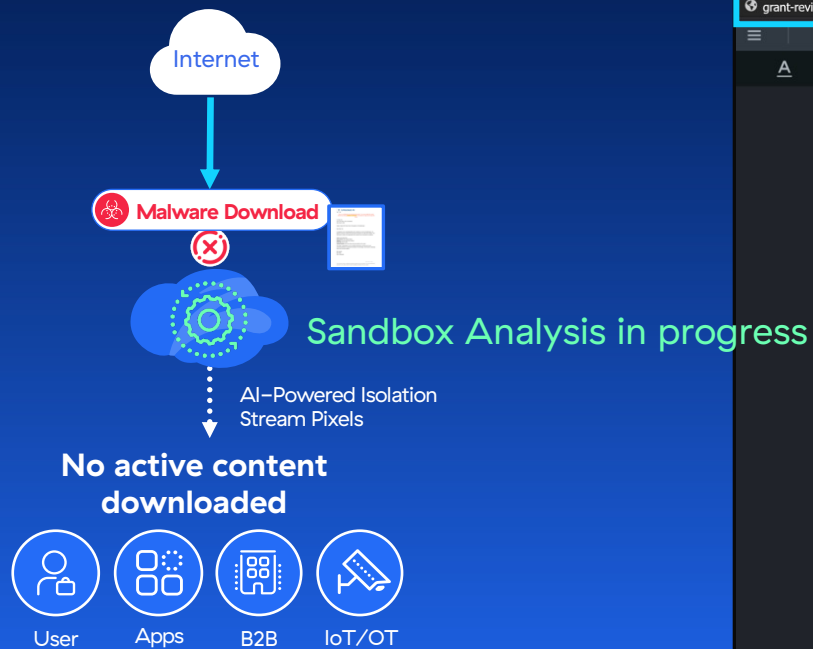 grant-revi
A
Internet
Malware Download
Sandbox Analysis in progress
AI-Powered Isolation
Stream Pixels
No active content
downloaded
User
Apps
B2B
IoT/OT